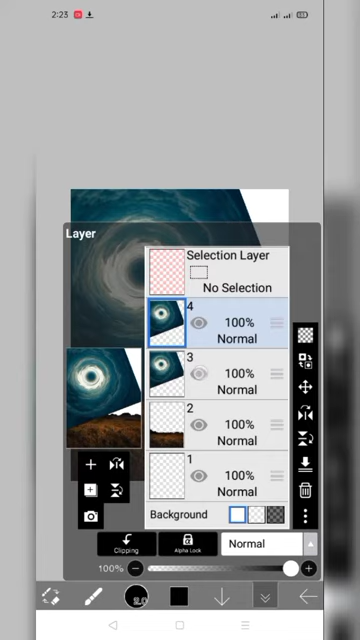 2:23
Layer
Selection Layer
No Selection
4
100%
Normal
3
100%
Normal
2
100%
Normal
1
100%
Normal
Background
Clipping
Alpha Lock
Normal
100%